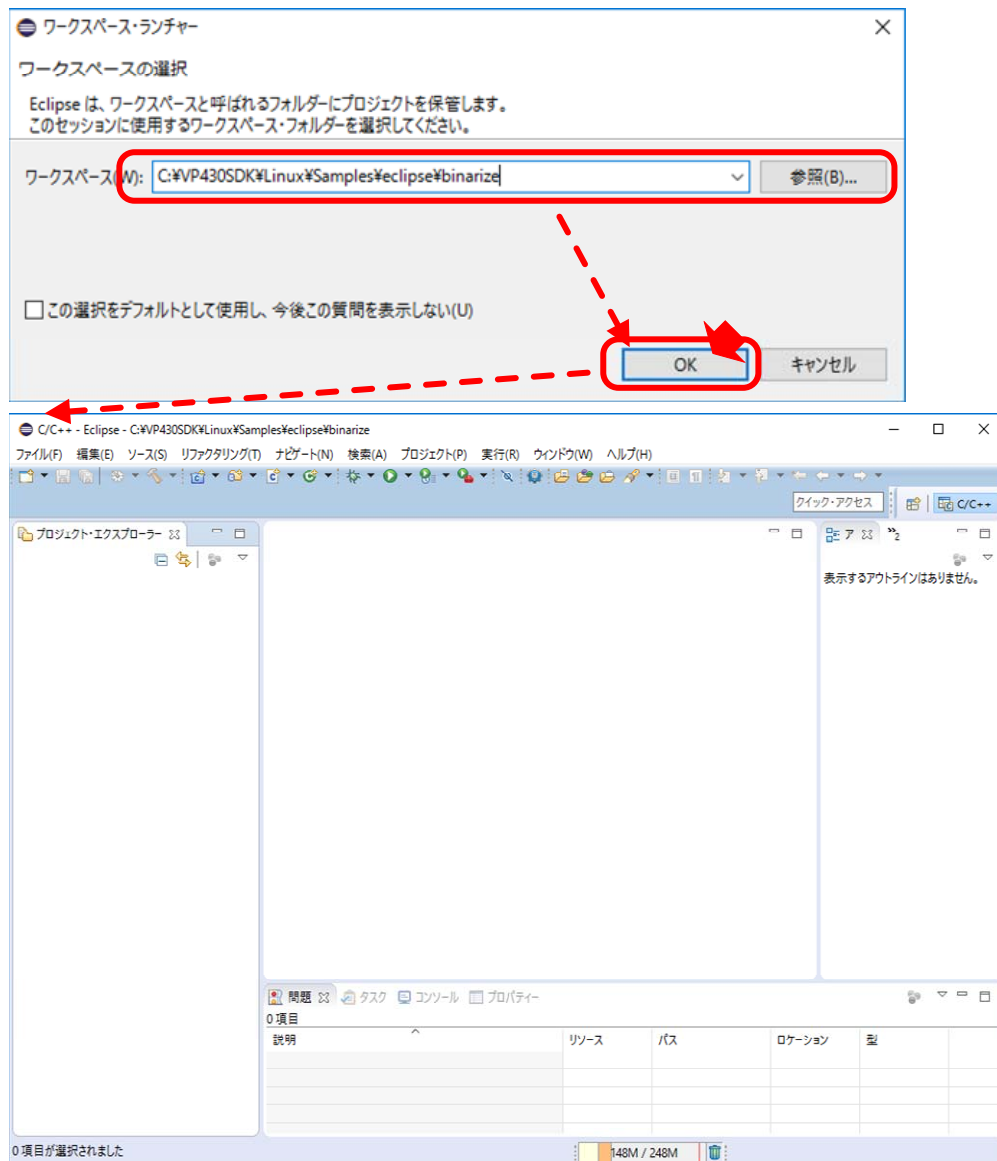 ワークスペース・ランチャー
ワークスペースの選択
Eclipse は、ワークスペースと呼ばれるフォルダーにプロジェクトを保管します。
このセッションに使用するワークスペース・フォルダーを選択してください。
ワークスペース(W): C:¥VP430SDK¥Linux¥Samples¥eclipse¥binarize 参照(B)...
この選択をデフォルトとして使用し、今後この質問を表示しない(U)
OK キャンセル
C/C++ - Eclipse - C:¥VP430SDK¥Linux¥Samples¥eclipse¥binarize
ファイル(F) 編集(E) ソース(S) リファクタリング(T) ナビゲート(N) 検索(A) プロジェクト(P) 実行(R) ウィンドウ(W) ヘルプ(H)
クイック・アクセス C/C++
プロジェクト・エクスプローラー ア »2
表示するアウトラインはありません。
問題 タスク コンソール プロパティー
0 項目
説明 リソース パス ロケーション 型
0 項目が選択されました 148M / 248M